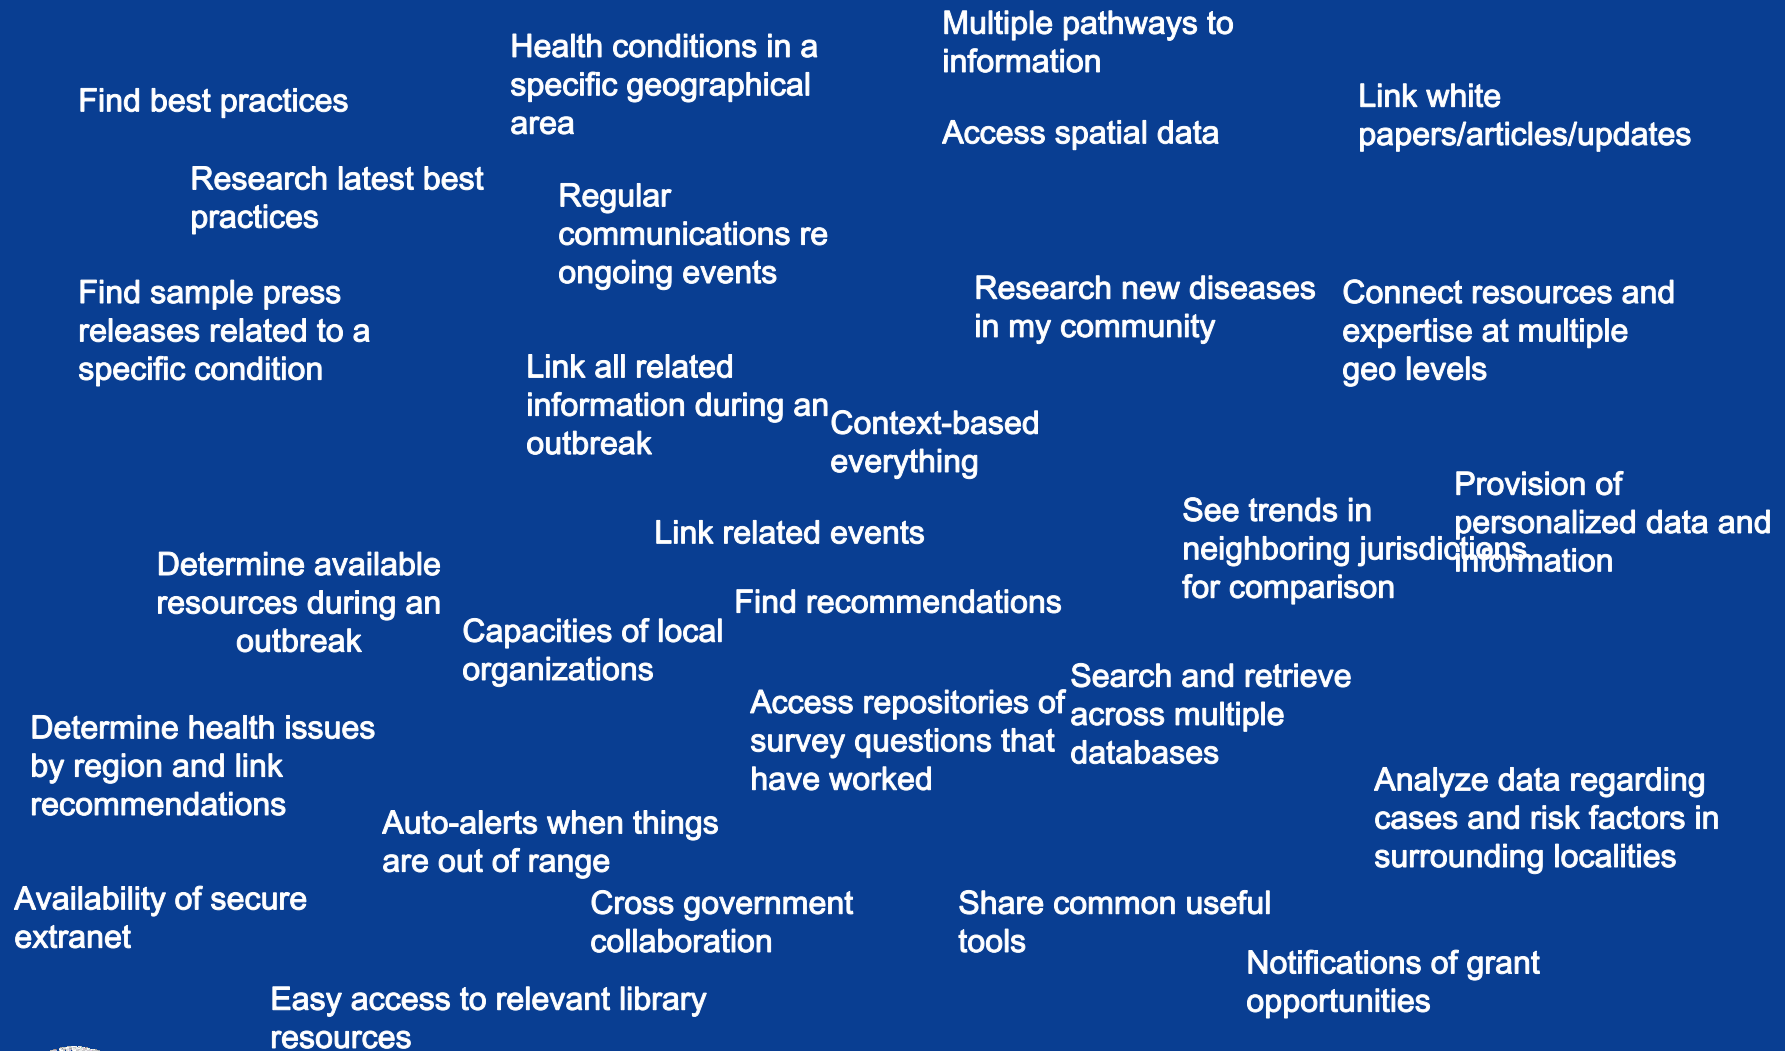 Multiple pathways to
information
Health conditions in a
specific geographical
area
Find best practices
Link white
papers/articles/updates
Access spatial data
Research latest best
practices
Regular
communications re
ongoing events
Find sample press
releases related to a
specific condition
Research new diseases
in my community
Connect resources and
expertise at multiple
geo levels
Link all related
information during an
outbreak
Context-based
everything
Provision of
personalized data and
information
See trends in
neighboring jurisdictions
for comparison
Link related events
Determine available
resources during an
outbreak
Find recommendations
Capacities of local
organizations
Search and retrieve
across multiple
databases
Access repositories of
survey questions that
have worked
Determine health issues
by region and link
recommendations
Analyze data regarding
cases and risk factors in
surrounding localities
Auto-alerts when things
are out of range
Availability of secure
extranet
Cross government
collaboration
Share common useful
tools
Notifications of grant
opportunities
Easy access to relevant library
resources